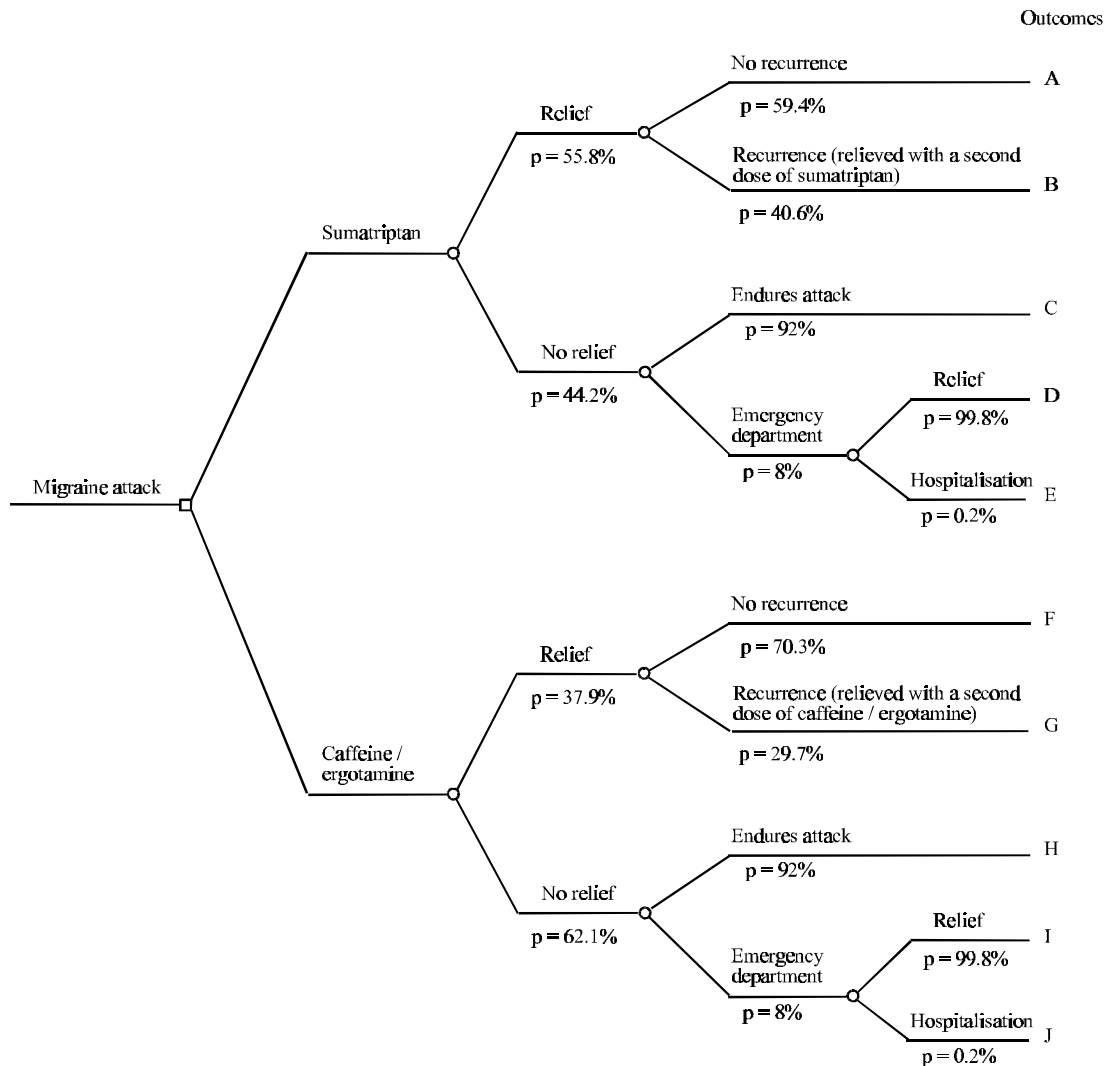 Outcomes
No recurrence
A
p = 59.4%
Relief
p = 55.8%
Recurrence (relieved with a second
dose of sumatriptan)
B
p = 40.6%
Sumatriptan
Endures attack
C
p = 92%
No relief
p = 44.2%
Relief
D
p = 99.8%
Emergency
department
p = 8%
Hospitalisation
E
p = 0.2%
Migraine attack
No recurrence
F
p = 70.3%
Relief
p = 37.9%
Recurrence (relieved with a second
dose of caffeine / ergotamine)
G
p = 29.7%
Caffeine /
ergotamine
Endures attack
H
p = 92%
No relief
p = 62.1%
Relief
I
p = 99.8%
Emergency
department
p = 8%
Hospitalisation
J
p = 0.2%